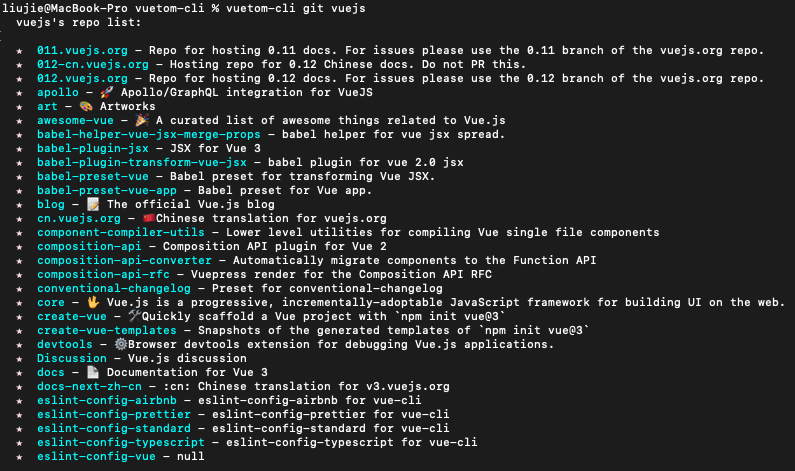 liujie@MacBook-Pro vuetom-cli % vuetom-cli git vuejs
vuejs's repo list:
★ 011.vuejs.org – Repo for hosting 0.11 docs. For issues please use the 0.11 branch of the vuejs.org repo.
★ 012-cn.vuejs.org – Hosting repo for 0.12 Chinese docs. Do not PR this.
★ 012.vuejs.org – Repo for hosting 0.12 docs. For issues please use the 0.12 branch of the vuejs.org repo.
★ apollo – 🚀 Apollo/GraphQL integration for VueJS
★ art – 🎨 Artworks
★ awesome-vue – 🎉 A curated list of awesome things related to Vue.js
★ babel-helper-vue-jsx-merge-props – babel helper for vue jsx spread.
★ babel-plugin-jsx – JSX for Vue 3
★ babel-plugin-transform-vue-jsx – babel plugin for vue 2.0 jsx
★ babel-preset-vue – Babel preset for transforming Vue JSX.
★ babel-preset-vue-app – Babel preset for Vue app.
★ blog – 📝 The official Vue.js blog
★ cn.vuejs.org – 🇨🇳Chinese translation for vuejs.org
★ component-compiler-utils – Lower level utilities for compiling Vue single file components
★ composition-api – Composition API plugin for Vue 2
★ composition-api-converter – Automatically migrate components to the Function API
★ composition-api-rfc – Vuepress render for the Composition API RFC
★ conventional-changelog – Preset for conventional-changelog
★ core – 🖖 Vue.js is a progressive, incrementally-adoptable JavaScript framework for building UI on the web.
★ create-vue – 🛠️Quickly scaffold a Vue project with `npm init vue@3`
★ create-vue-templates – Snapshots of the generated templates of `npm init vue@3`
★ devtools – ⚙️Browser devtools extension for debugging Vue.js applications.
★ Discussion – Vue.js discussion
★ docs – 📄 Documentation for Vue 3
★ docs-next-zh-cn – :cn: Chinese translation for v3.vuejs.org
★ eslint-config-airbnb – eslint-config-airbnb for vue-cli
★ eslint-config-prettier – eslint-config-prettier for vue-cli
★ eslint-config-standard – eslint-config-standard for vue-cli
★ eslint-config-typescript – eslint-config-typescript for vue-cli
★ eslint-config-vue – null